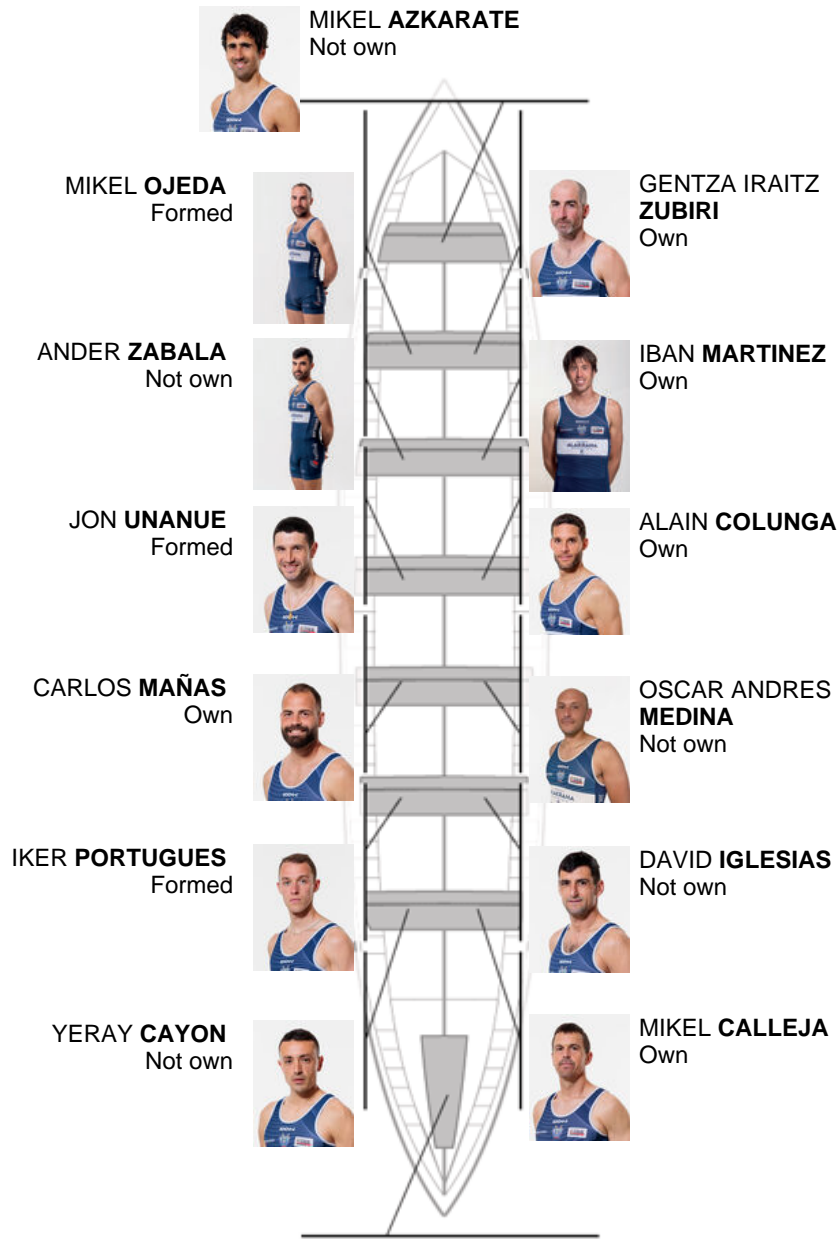 MIKEL AZKARATE
Not own
MIKEL OJEDA
Formed
GENTZA IRAITZ
ZUBIRI
Own
ANDER ZABALA
Not own
IBAN MARTINEZ
Own
JON UNANUE
Formed
ALAIN COLUNGA
Own
CARLOS MAÑAS
Own
OSCAR ANDRES
MEDINA
Not own
IKER PORTUGUES
Formed
DAVID IGLESIAS
Not own
YERAY CAYON
Not own
MIKEL CALLEJA
Own